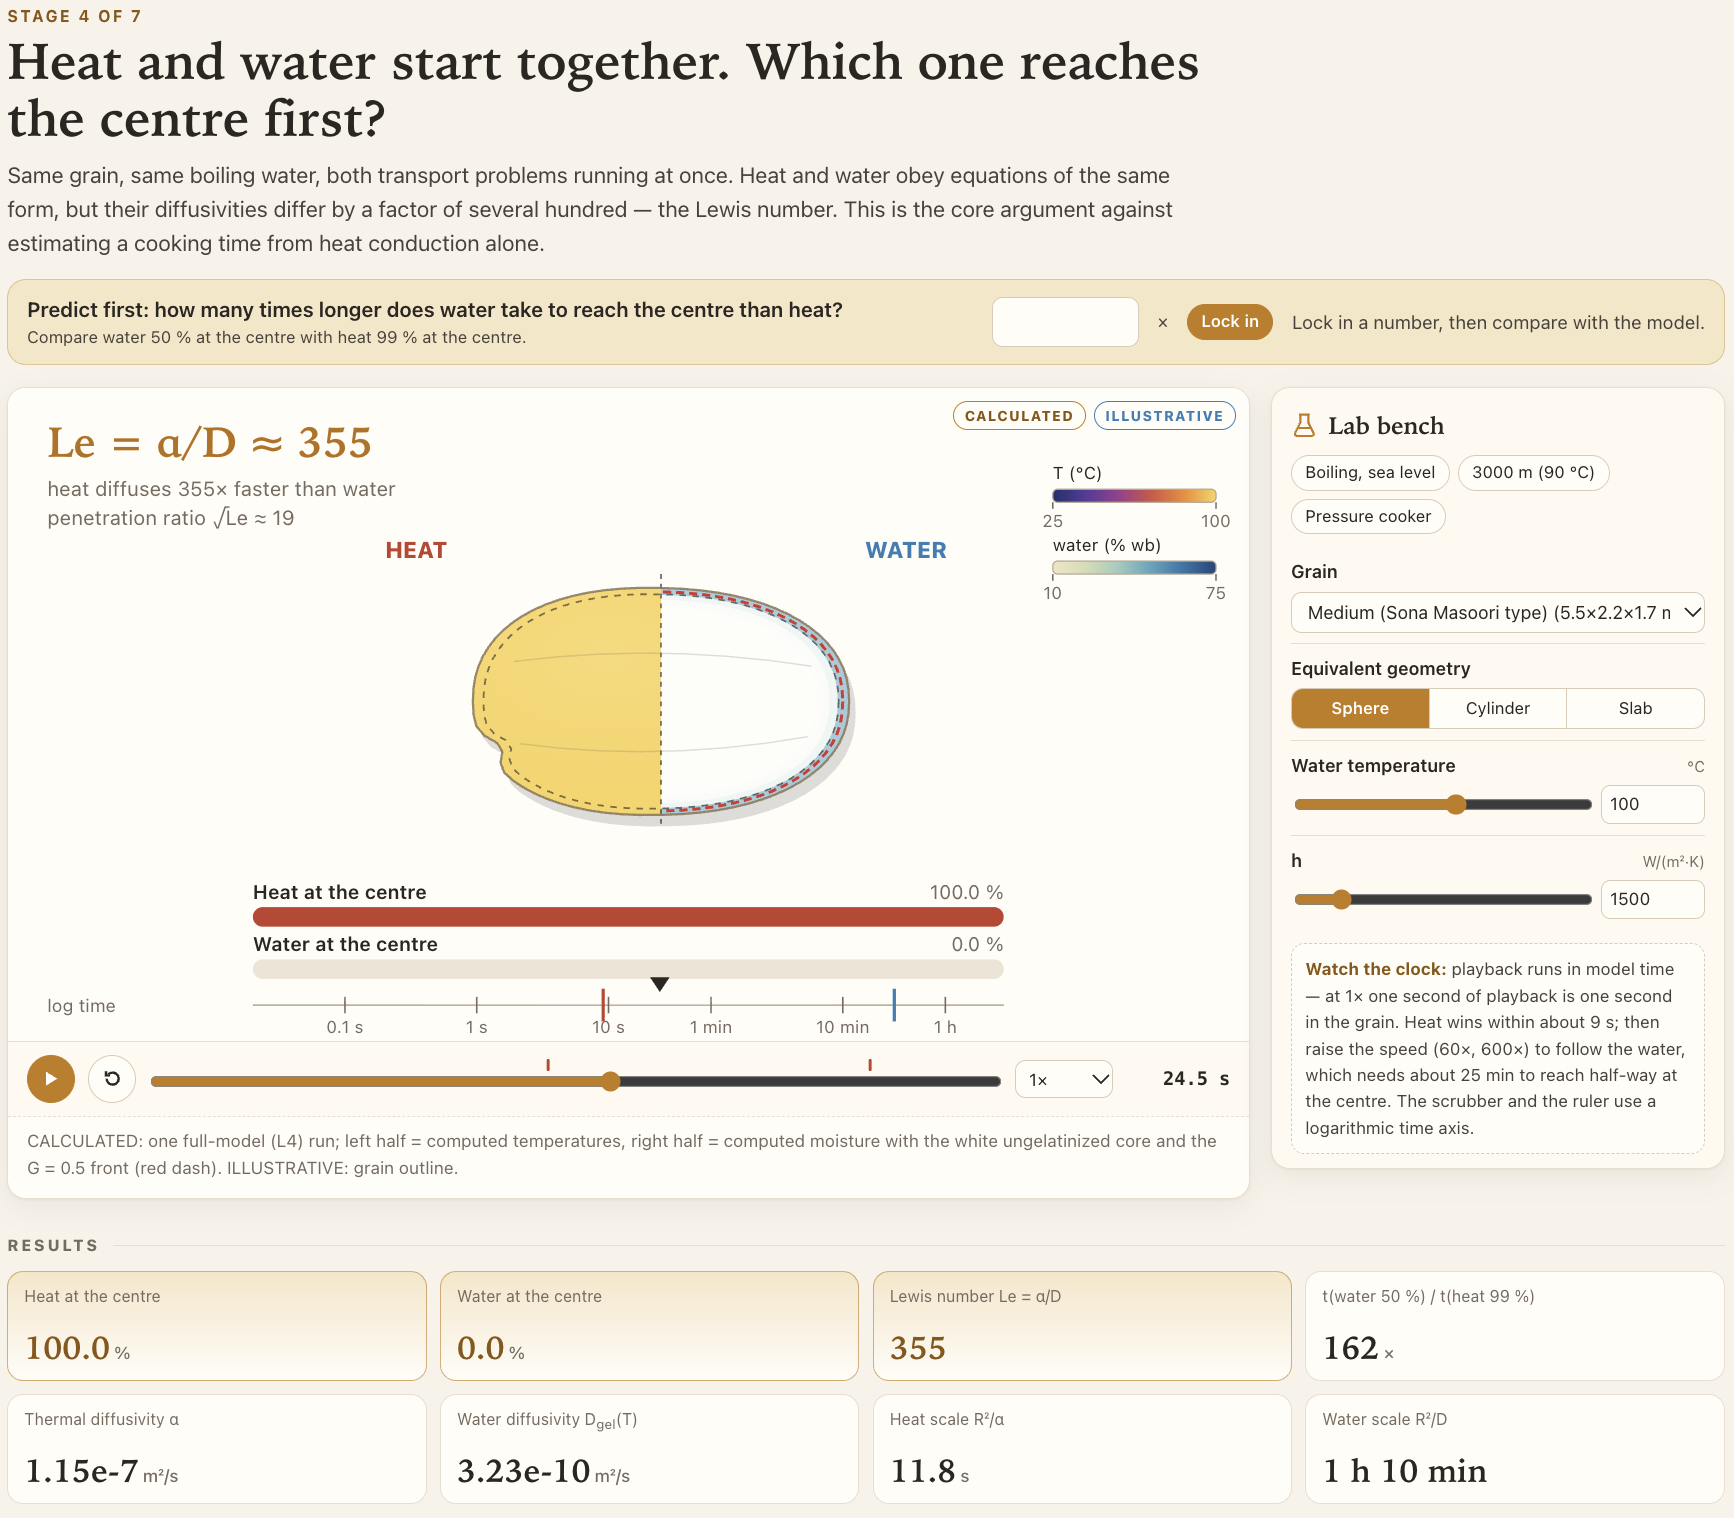 STAGE 4 OF 7
Heat and water start together. Which one reaches
the centre first?
Same grain, same boiling water, both transport problems running at once. Heat and water obey equations of the same
form, but their diffusivities differ by a factor of several hundred — the Lewis number. This is the core argument against
estimating a cooking time from heat conduction alone.
Predict first: how many times longer does water take to reach the centre than heat?
Compare water 50 % at the centre with heat 99 % at the centre.
×
Lock in
Lock in a number, then compare with the model.
CALCULATED
ILLUSTRATIVE
Le = α/D ≈ 355
heat diffuses 355× faster than water
penetration ratio √Le ≈ 19
T (°C)
25 100
water (% wb)
10 75
HEAT
WATER
Heat at the centre 100.0 %
Water at the centre 0.0 %
log time
0.1 s 1 s 10 s 1 min 10 min 1 h
1×
24.5 s
CALCULATED: one full-model (L4) run; left half = computed temperatures, right half = computed moisture with the white ungelatinized core and the
G = 0.5 front (red dash). ILLUSTRATIVE: grain outline.
Lab bench
Boiling, sea level
3000 m (90 °C)
Pressure cooker
Grain
Medium (Sona Masoori type) (5.5×2.2×1.7 n
Equivalent geometry
Sphere Cylinder Slab
Water temperature °C
100
h W/(m²·K)
1500
Watch the clock: playback runs in model time
— at 1× one second of playback is one second
in the grain. Heat wins within about 9 s; then
raise the speed (60×, 600×) to follow the water,
which needs about 25 min to reach half-way at
the centre. The scrubber and the ruler use a
logarithmic time axis.
RESULTS
Heat at the centre
100.0 %
Water at the centre
0.0 %
Lewis number Le = α/D
355
t(water 50 %) / t(heat 99 %)
162 ×
Thermal diffusivity α
1.15e-7 m²/s
Water diffusivity Dgel(T)
3.23e-10 m²/s
Heat scale R²/α
11.8 s
Water scale R²/D
1 h 10 min